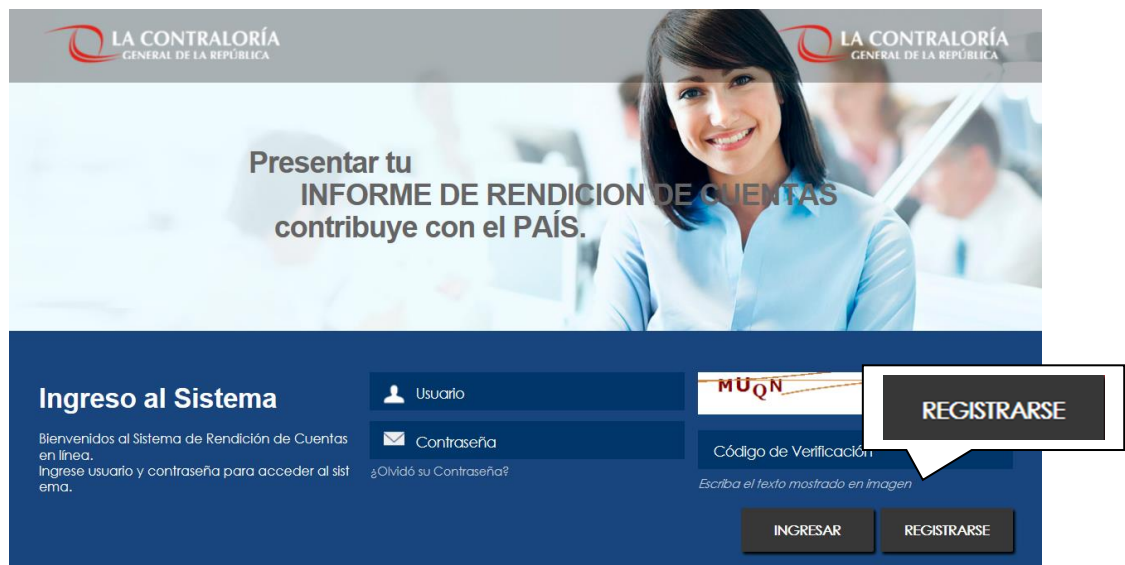 LA CONTRALORÍA
GENERAL DE LA REPÚBLICA
LA CONTRALORÍA
GENERAL DE LA REPÚBLICA
Presentar tu
INFORME DE RENDICION DE CUENTAS
contribuye con el PAÍS.
Ingreso al Sistema
Bienvenidos al Sistema de Rendición de Cuentas
en línea.
Ingrese usuario y contraseña para acceder al sist
ema.
Usuario
Contraseña
¿Olvidó su Contraseña?
MUQN
Código de Verificación
Escriba el texto mostrado en imagen
INGRESAR
REGISTRARSE
REGISTRARSE